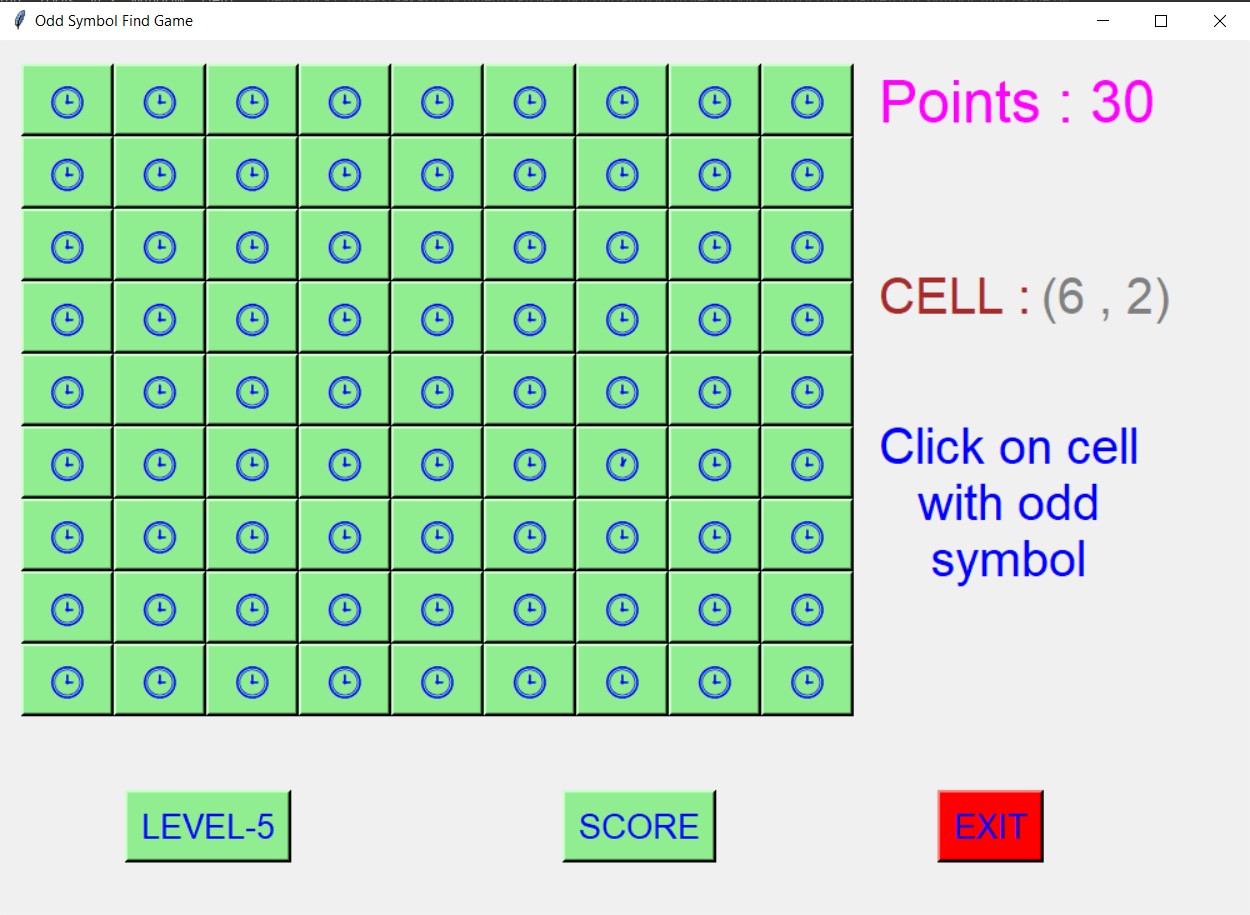 Odd Symbol Find Game
Points : 30
CELL : (6 , 2)
Click on cell
with odd
symbol
LEVEL-5
SCORE
EXIT